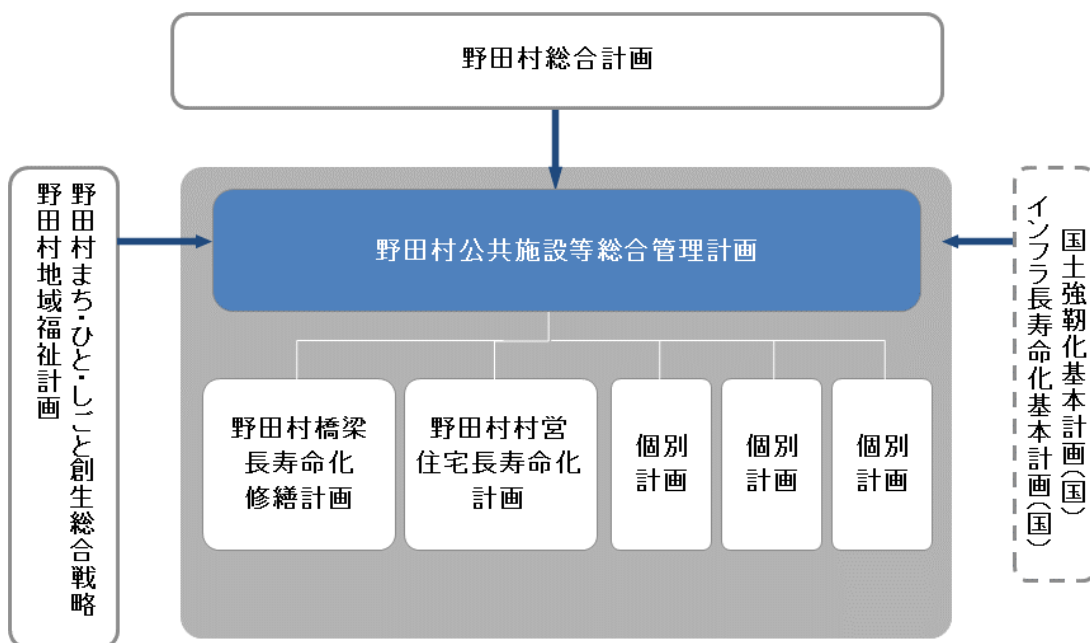 野田村総合計画
野田村まち・ひと・しごと創生総合戦略
野田村地域福祉計画
野田村公共施設等総合管理計画
国土強靭化基本計画(国)
インフラ長寿命化基本計画(国)
野田村橋梁
長寿命化
修繕計画
野田村村営
住宅長寿命化
計画
個別
計画
個別
計画
個別
計画